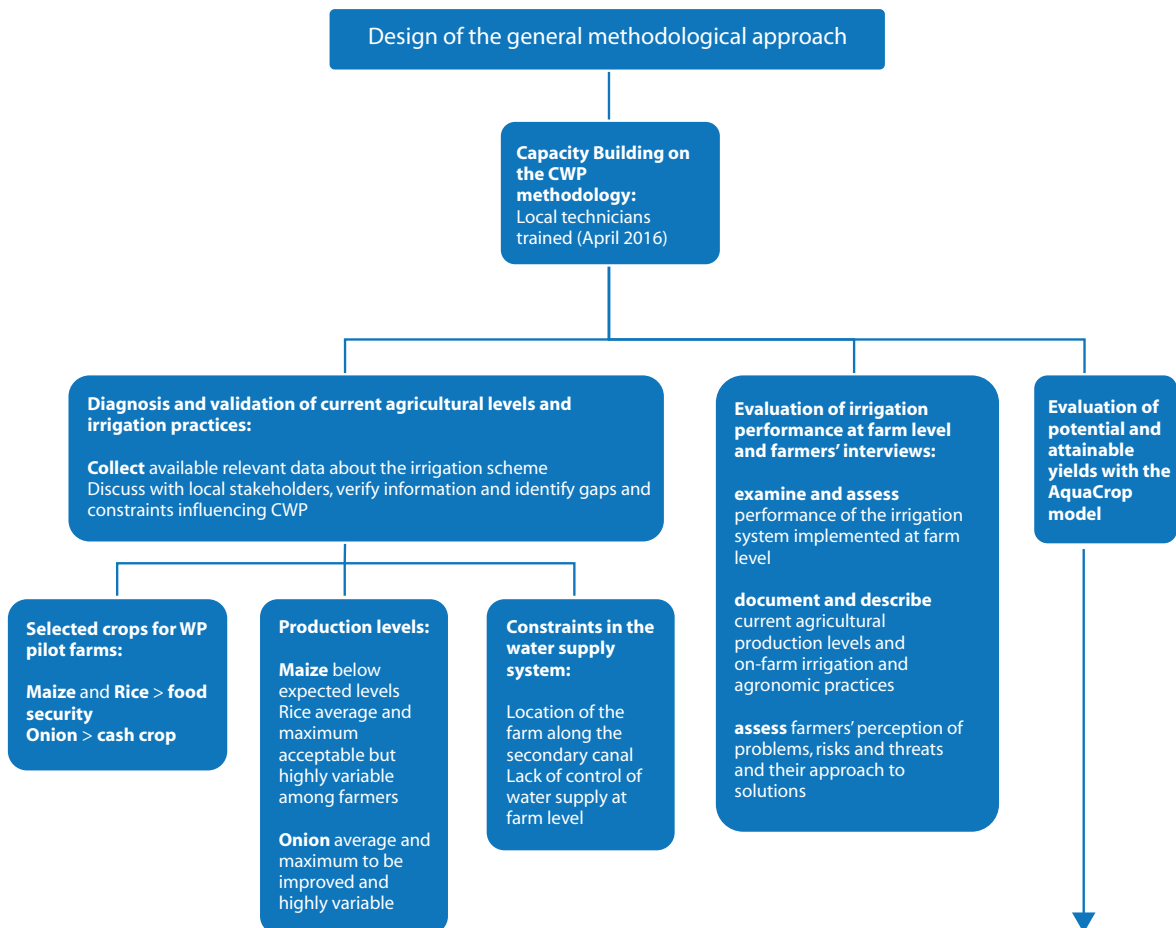 Design of the general methodological approach
Capacity Building on
the CWP
methodology:
Local technicians
trained (April 2016)
Diagnosis and validation of current agricultural levels and
irrigation practices:
Collect available relevant data about the irrigation scheme
Discuss with local stakeholders, verify information and identify gaps and
constraints influencing CWP
Evaluation of irrigation
performance at farm level
and farmers' interviews:
examine and assess
performance of the irrigation
system implemented at farm
level
document and describe
current agricultural
production levels and
on-farm irrigation and
agronomic practices
assess farmers' perception of
problems, risks and threats
and their approach to
solutions
Evaluation of
potential and
attainable
yields with the
AquaCrop
model
Selected crops for WP
pilot farms:
Maize and Rice > food
security
Onion > cash crop
Production levels:
Maize below
expected levels
Rice average and
maximum
acceptable but
highly variable
among farmers
Onion average and
maximum to be
improved and
highly variable
Constraints in the
water supply
system:
Location of the
farm along the
secondary canal
Lack of control of
water supply at
farm level